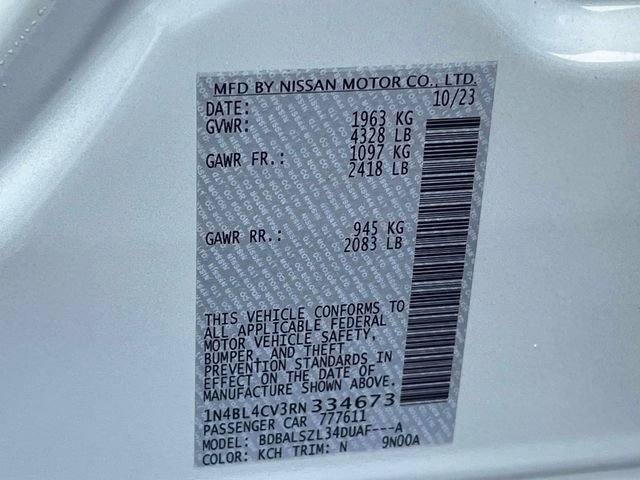 MFD BY NISSAN MOTOR CO., LTD.
DATE: 10/23
GVWR: 1963 KG
4328 LB
GAWR FR.: 1097 KG
2418 LB
GAWR RR.: 945 KG
2083 LB
THIS VEHICLE CONFORMS TO
ALL APPLICABLE FEDERAL
MOTOR VEHICLE SAFETY,
BUMPER, AND THEFT
PREVENTION STANDARDS IN
EFFECT ON THE DATE OF
MANUFACTURE SHOWN ABOVE.
1N4BL4CV3RN 334673
PASSENGER CAR 777611
MODEL: BDBALSZL34DUAF---A
COLOR: KCH TRIM: N 9N00A